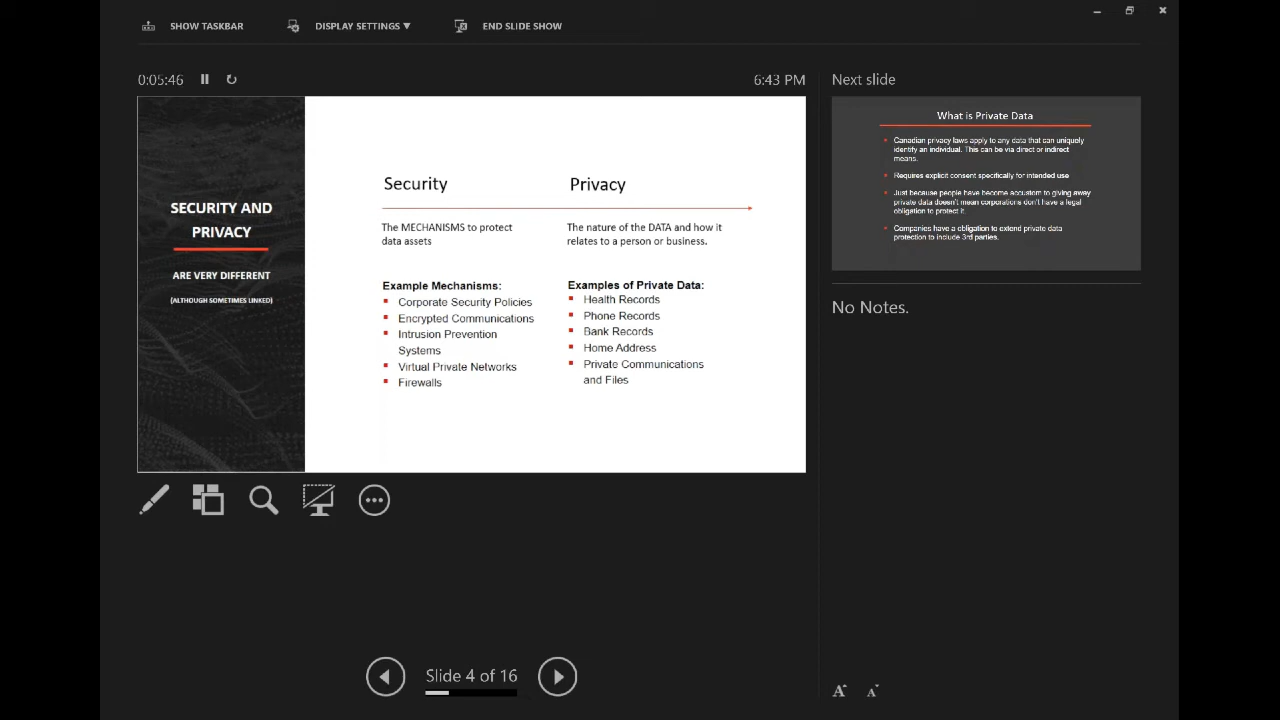 SHOW TASKBAR
DISPLAY SETTINGS ▼
END SLIDE SHOW
0:05:46
6:43 PM
SECURITY AND
PRIVACY
ARE VERY DIFFERENT
(ALTHOUGH SOMETIMES LINKED)
Security
The MECHANISMS to protect
data assets
Example Mechanisms:
Corporate Security Policies
Encrypted Communications
Intrusion Prevention
Systems
Virtual Private Networks
Firewalls
Privacy
The nature of the DATA and how it
relates to a person or business.
Examples of Private Data:
Health Records
Phone Records
Bank Records
Home Address
Private Communications
and Files
Slide 4 of 16
Next slide
What is Private Data
Canadian privacy laws apply to any data that can uniquely
identify an individual. This can be via direct or indirect
means.
Requires explicit consent specifically for intended use
Just because people have become accustom to giving away
private data doesn't mean corporations don't have a legal
obligation to protect it.
Companies have a obligation to extend private data
protection to include 3rd parties.
No Notes.
A A